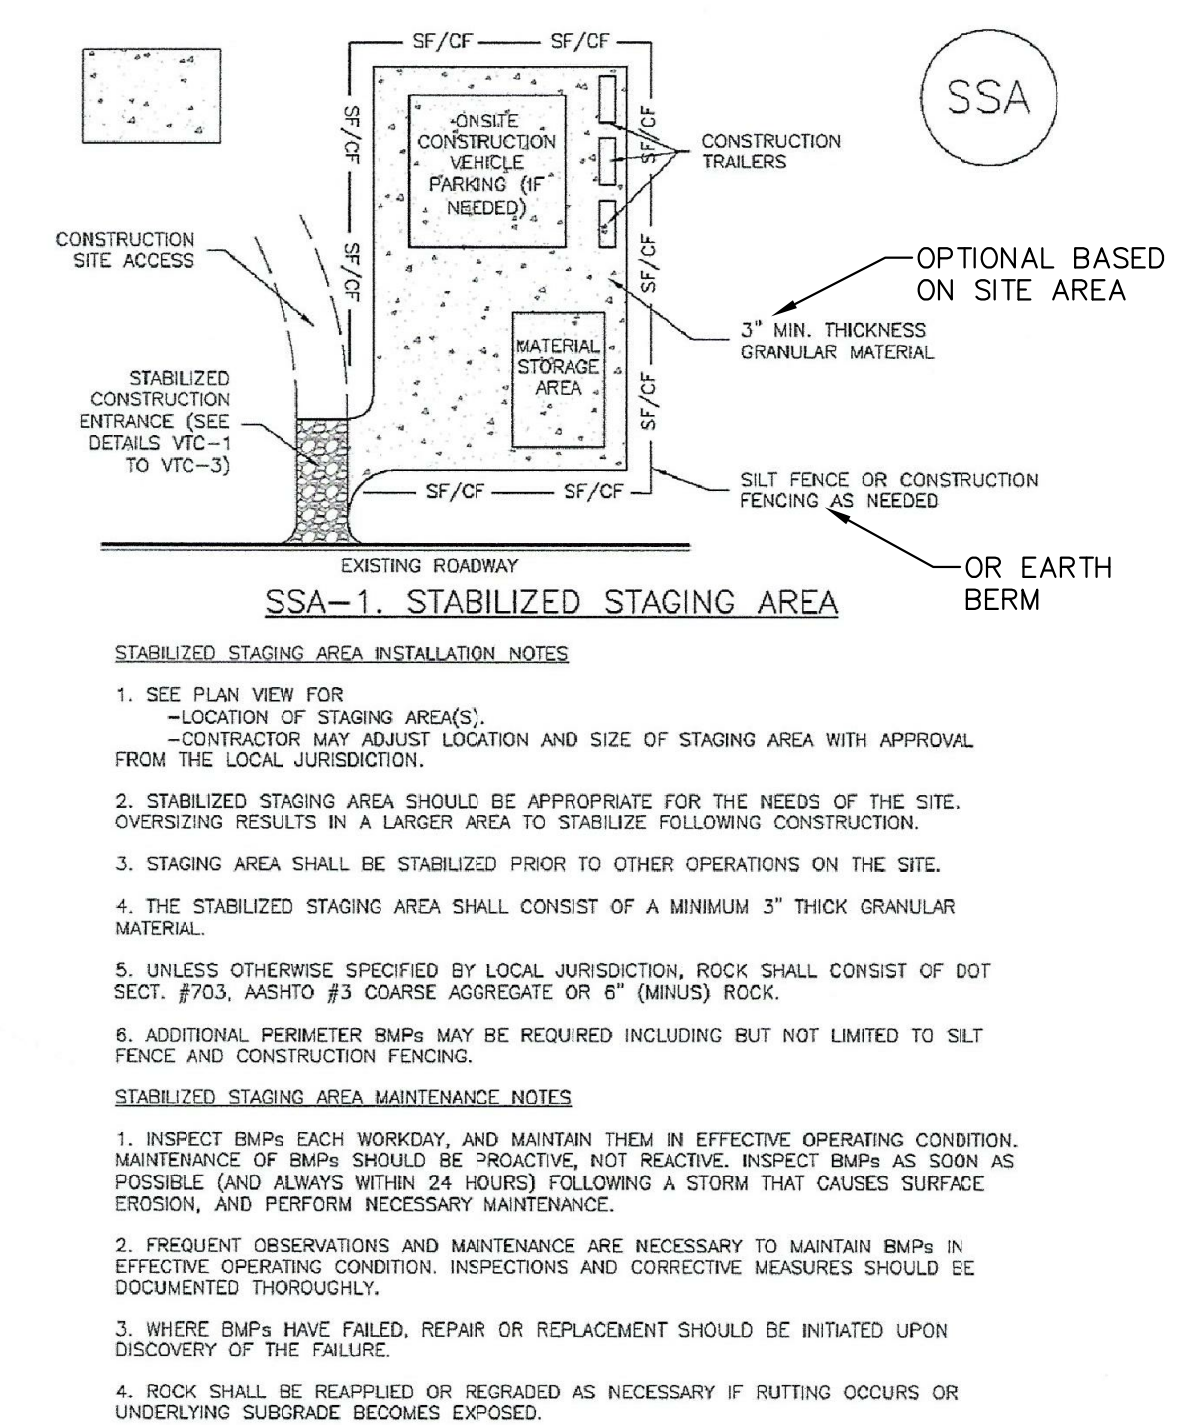 SF/CF SF/CF
SSA
SF/CF
SF/CF
ONSITE
CONSTRUCTION
VEHICLE
PARKING (IF
NEEDED)
CONSTRUCTION
TRAILERS
CONSTRUCTION
SITE ACCESS
SF/CF
SF/CF
OPTIONAL BASED
ON SITE AREA
3" MIN. THICKNESS
GRANULAR MATERIAL
MATERIAL
STORAGE
AREA
SF/CF
STABILIZED
CONSTRUCTION
ENTRANCE (SEE
DETAILS VTC-1
TO VTC-3)
SF/CF SF/CF
SILT FENCE OR CONSTRUCTION
FENCING AS NEEDED
OR EARTH
BERM
EXISTING ROADWAY
SSA-1. STABILIZED STAGING AREA
STABILIZED STAGING AREA INSTALLATION NOTES
1. SEE PLAN VIEW FOR
-LOCATION OF STAGING AREA(S).
-CONTRACTOR MAY ADJUST LOCATION AND SIZE OF STAGING AREA WITH APPROVAL
FROM THE LOCAL JURISDICTION.
2. STABILIZED STAGING AREA SHOULD BE APPROPRIATE FOR THE NEEDS OF THE SITE.
OVERSIZING RESULTS IN A LARGER AREA TO STABILIZE FOLLOWING CONSTRUCTION.
3. STAGING AREA SHALL BE STABILIZED PRIOR TO OTHER OPERATIONS ON THE SITE.
4. THE STABILIZED STAGING AREA SHALL CONSIST OF A MINIMUM 3" THICK GRANULAR
MATERIAL.
5. UNLESS OTHERWISE SPECIFIED BY LOCAL JURISDICTION, ROCK SHALL CONSIST OF DOT
SECT. #703, AASHTO #3 COARSE AGGREGATE OR 6" (MINUS) ROCK.
6. ADDITIONAL PERIMETER BMPs MAY BE REQUIRED INCLUDING BUT NOT LIMITED TO SILT
FENCE AND CONSTRUCTION FENCING.
STABILIZED STAGING AREA MAINTENANCE NOTES
1. INSPECT BMPs EACH WORKDAY, AND MAINTAIN THEM IN EFFECTIVE OPERATING CONDITION.
MAINTENANCE OF BMPs SHOULD BE PROACTIVE, NOT REACTIVE. INSPECT BMPs AS SOON AS
POSSIBLE (AND ALWAYS WITHIN 24 HOURS) FOLLOWING A STORM THAT CAUSES SURFACE
EROSION, AND PERFORM NECESSARY MAINTENANCE.
2. FREQUENT OBSERVATIONS AND MAINTENANCE ARE NECESSARY TO MAINTAIN BMPs IN
EFFECTIVE OPERATING CONDITION. INSPECTIONS AND CORRECTIVE MEASURES SHOULD BE
DOCUMENTED THOROUGHLY.
3. WHERE BMPs HAVE FAILED, REPAIR OR REPLACEMENT SHOULD BE INITIATED UPON
DISCOVERY OF THE FAILURE.
4. ROCK SHALL BE REAPPLIED OR REGRADED AS NECESSARY IF RUTTING OCCURS OR
UNDERLYING SUBGRADE BECOMES EXPOSED.